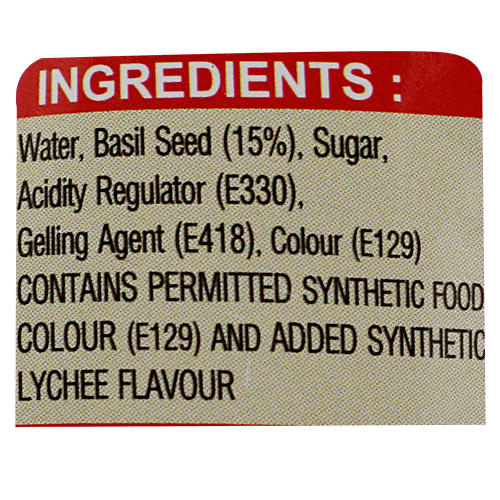 INGREDIENTS :
Water, Basil Seed (15%), Sugar,
Acidity Regulator (E330),
Gelling Agent (E418), Colour (E129)
CONTAINS PERMITTED SYNTHETIC FOOD
COLOUR (E129) AND ADDED SYNTHETIC
LYCHEE FLAVOUR